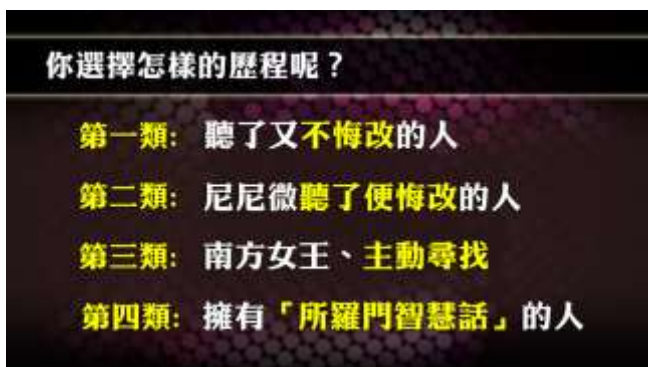 你選擇怎樣的歷程呢？
第一類: 聽了又不悔改的人
第二類: 尼尼微聽了便悔改的人
第三類: 南方女王、主動尋找
第四類: 擁有「所羅門智慧話」的人